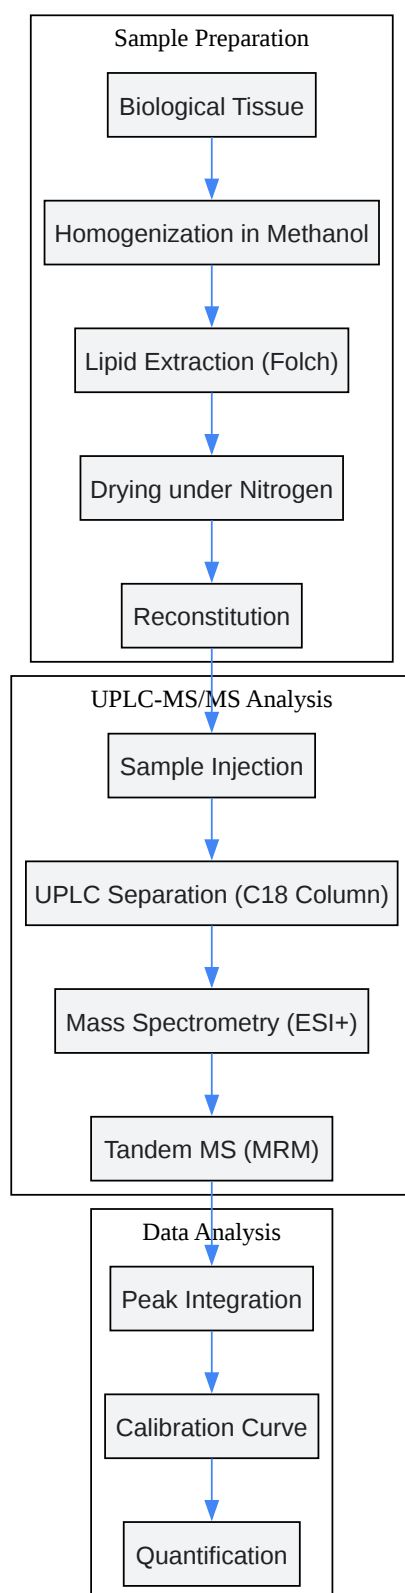 Sample Preparation
Biological Tissue
Homogenization in Methanol
Lipid Extraction (Folch)
Drying under Nitrogen
Reconstitution
UPLC-MS/MS Analysis
Sample Injection
UPLC Separation (C18 Column)
Mass Spectrometry (ESI+)
Tandem MS (MRM)
Data Analysis
Peak Integration
Calibration Curve
Quantification